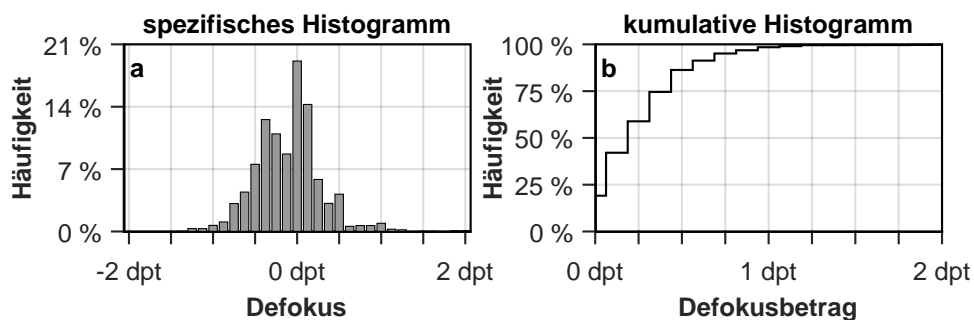 spezifisches Histogramm
21 %
14 %
7 %
0 %
Häufigkeit
a
-2 dpt
0 dpt
2 dpt
Defokus
kumulative Histogramm
100 %
75 %
50 %
25 %
0 %
Häufigkeit
b
0 dpt
1 dpt
2 dpt
Defokusbetrag